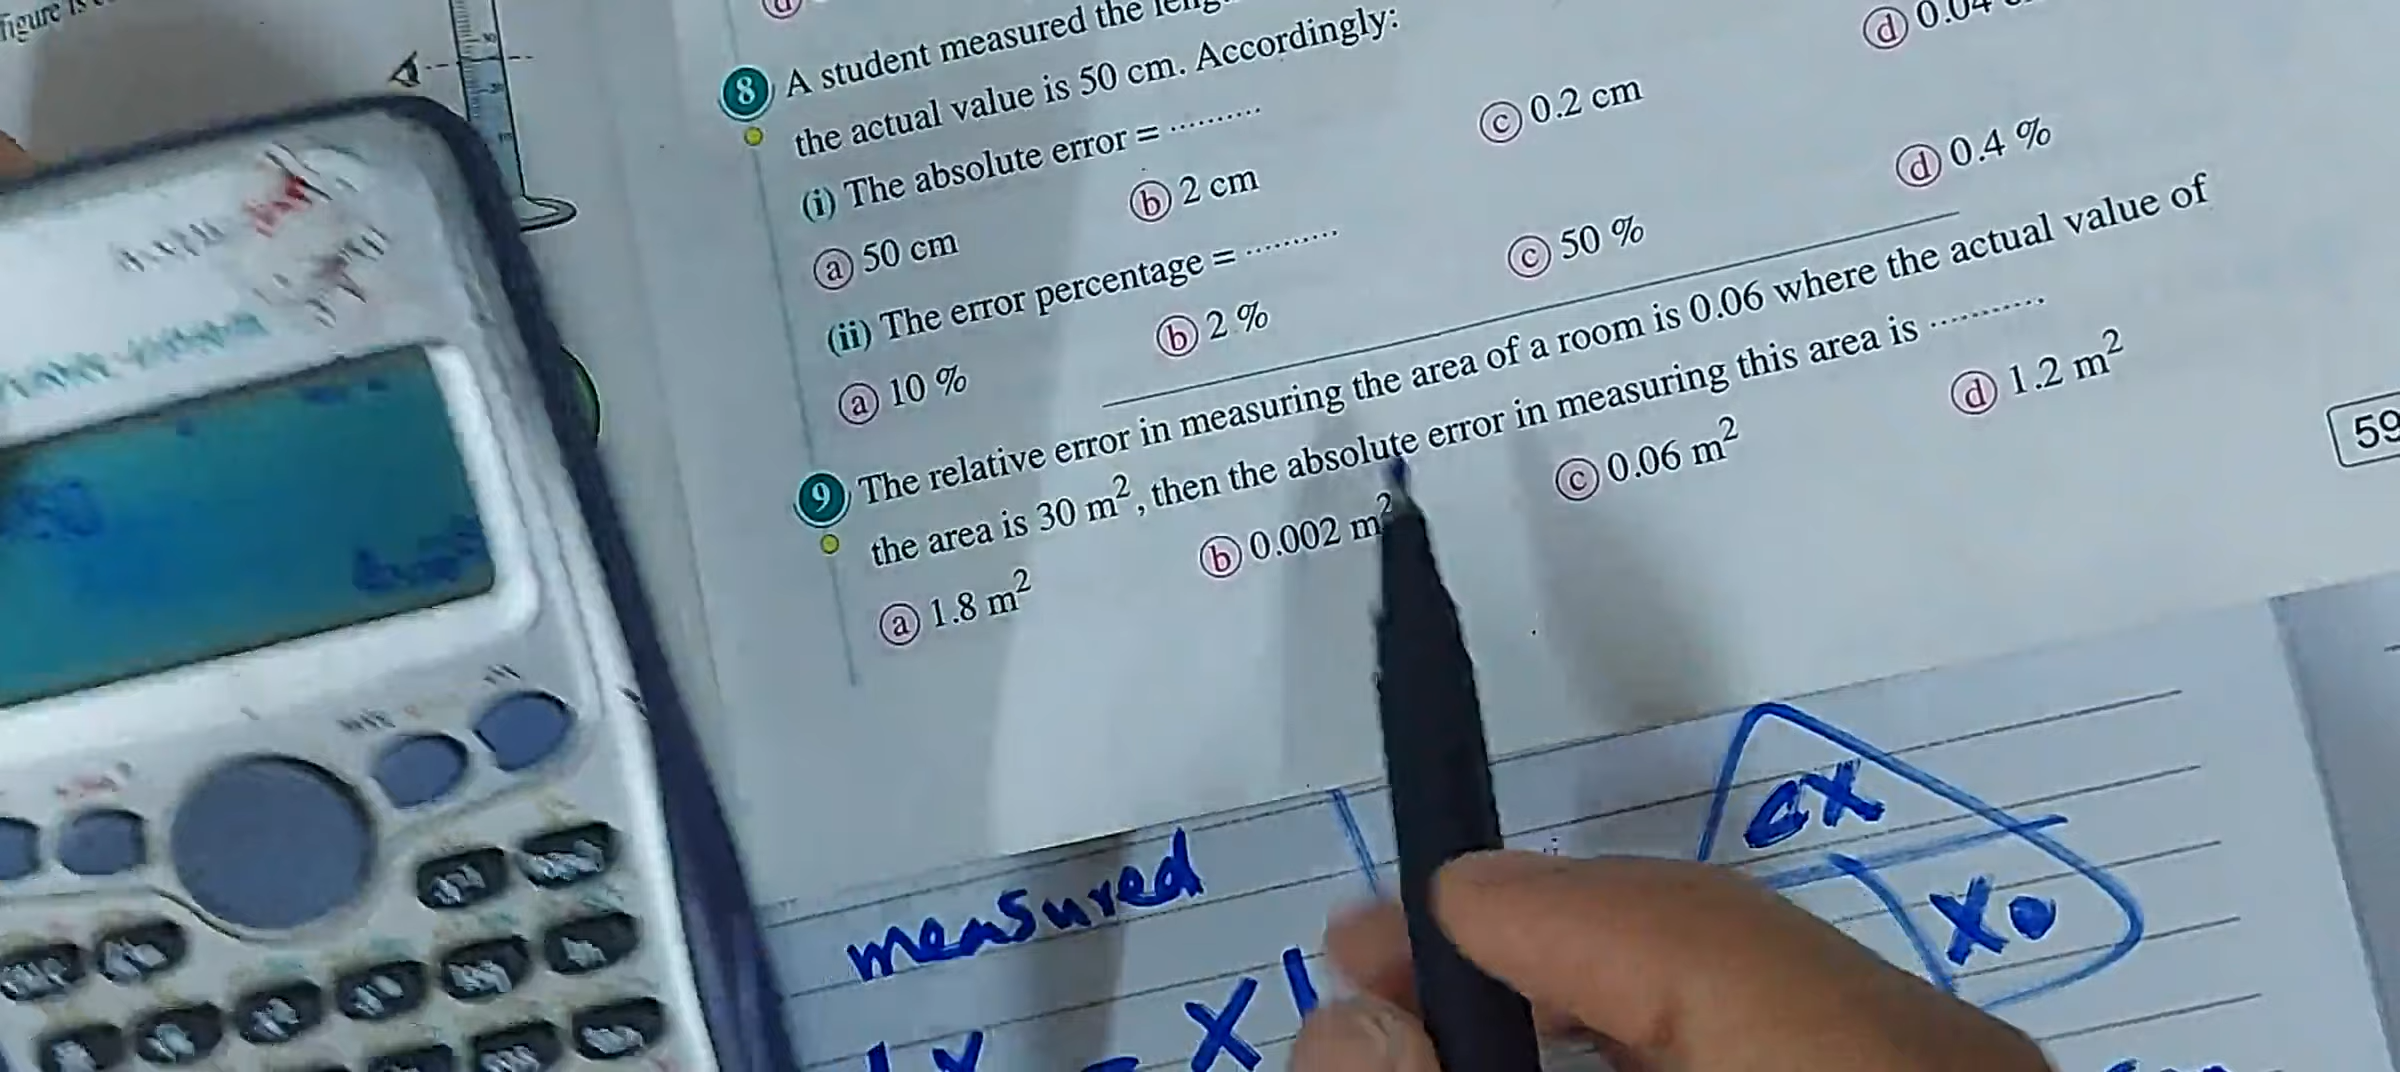 figure is
d
8 A student measured the
the actual value is 50 cm. Accordingly:
(i) The absolute error = ..........
a 50 cm
b 2 cm
c 0.2 cm
d 0.04
(ii) The error percentage = ..........
a 10 %
b 2 %
c 50 %
d 0.4 %
9 The relative error in measuring the area of a room is 0.06 where the actual value of
the area is 30 m², then the absolute error in measuring this area is ...........
a 1.8 m²
b 0.002 m²
c 0.06 m²
d 1.2 m²
59
measured
- X|
ΔX
X₀